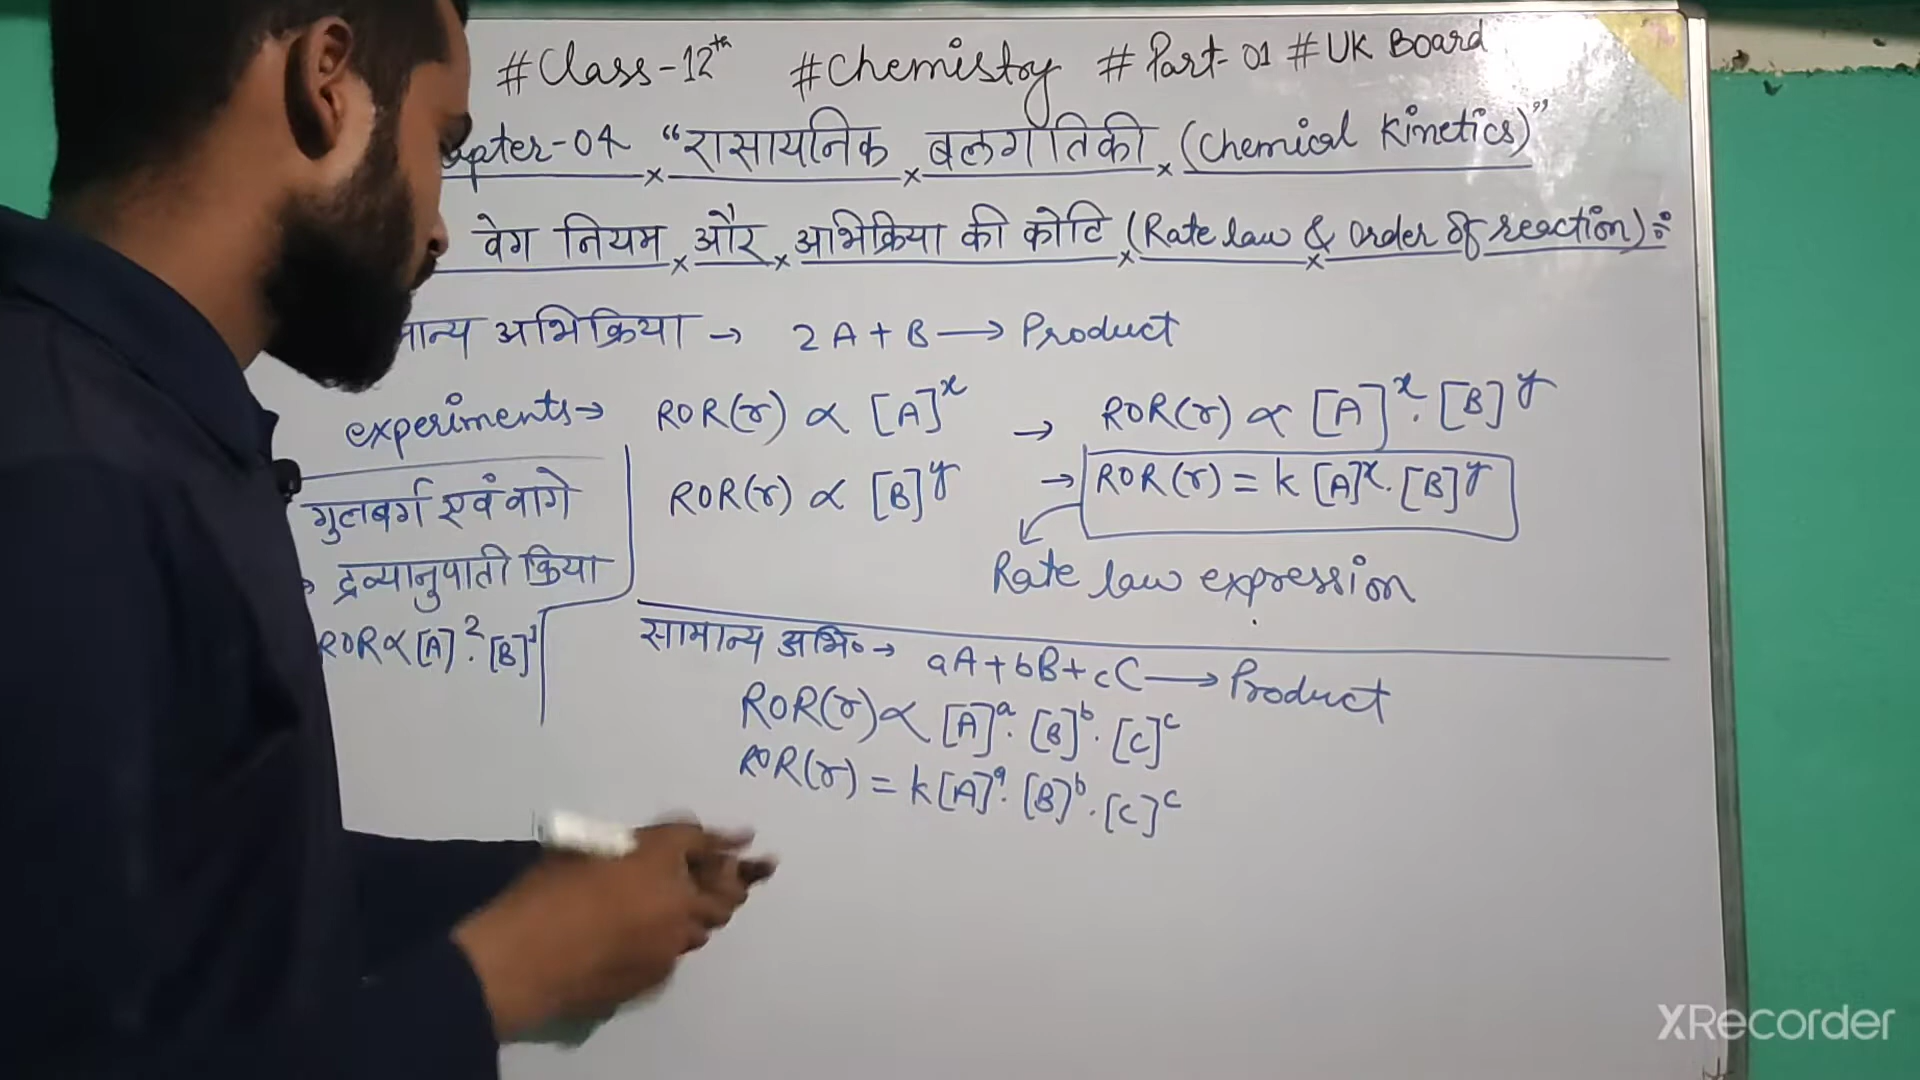 #Class-12th #Chemistry #Part-01 #UK Board
apter-04 “रासायनिक बलगतिकी (Chemical Kinetics)”
वेग नियम और अभिक्रिया की कोटि (Rate law & Order of reaction):
मान्य अभिक्रिया → 2A + B → Product
experiments → ROR(r) ∝ [A]^x → ROR(r) ∝ [A]^x . [B]^y
ROR(r) ∝ [B]^y → ROR(r) = k [A]^x . [B]^y
Rate law expression
गुलबर्ग एवं वागे
द्रव्यानुपाती क्रिया
ROR ∝ [A]^2 . [B]^1
सामान्य अभि० → aA + bB + cC → Product
ROR(r) ∝ [A]^a . [B]^b . [C]^c
ROR(r) = k [A]^a . [B]^b . [C]^c
XRecorder